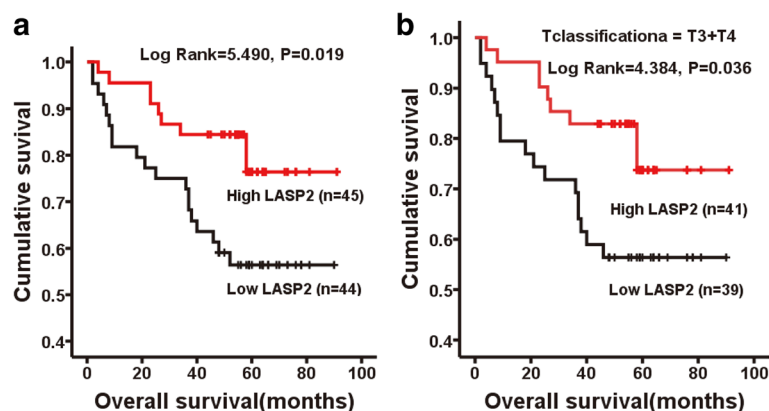 a
Log Rank=5.490, P=0.019
Cumulative suvival
1.0
0.9
0.8
0.7
0.6
0.5
0.4
High LASP2 (n=45)
Low LASP2 (n=44)
0 20 40 60 80 100
Overall survival(months)
b
Tclassificationa = T3+T4
Log Rank=4.384, P=0.036
Cumulative suvival
1.0
0.9
0.8
0.7
0.6
0.5
0.4
High LASP2 (n=41)
Low LASP2 (n=39)
0 20 40 60 80 100
Overall survival(months)